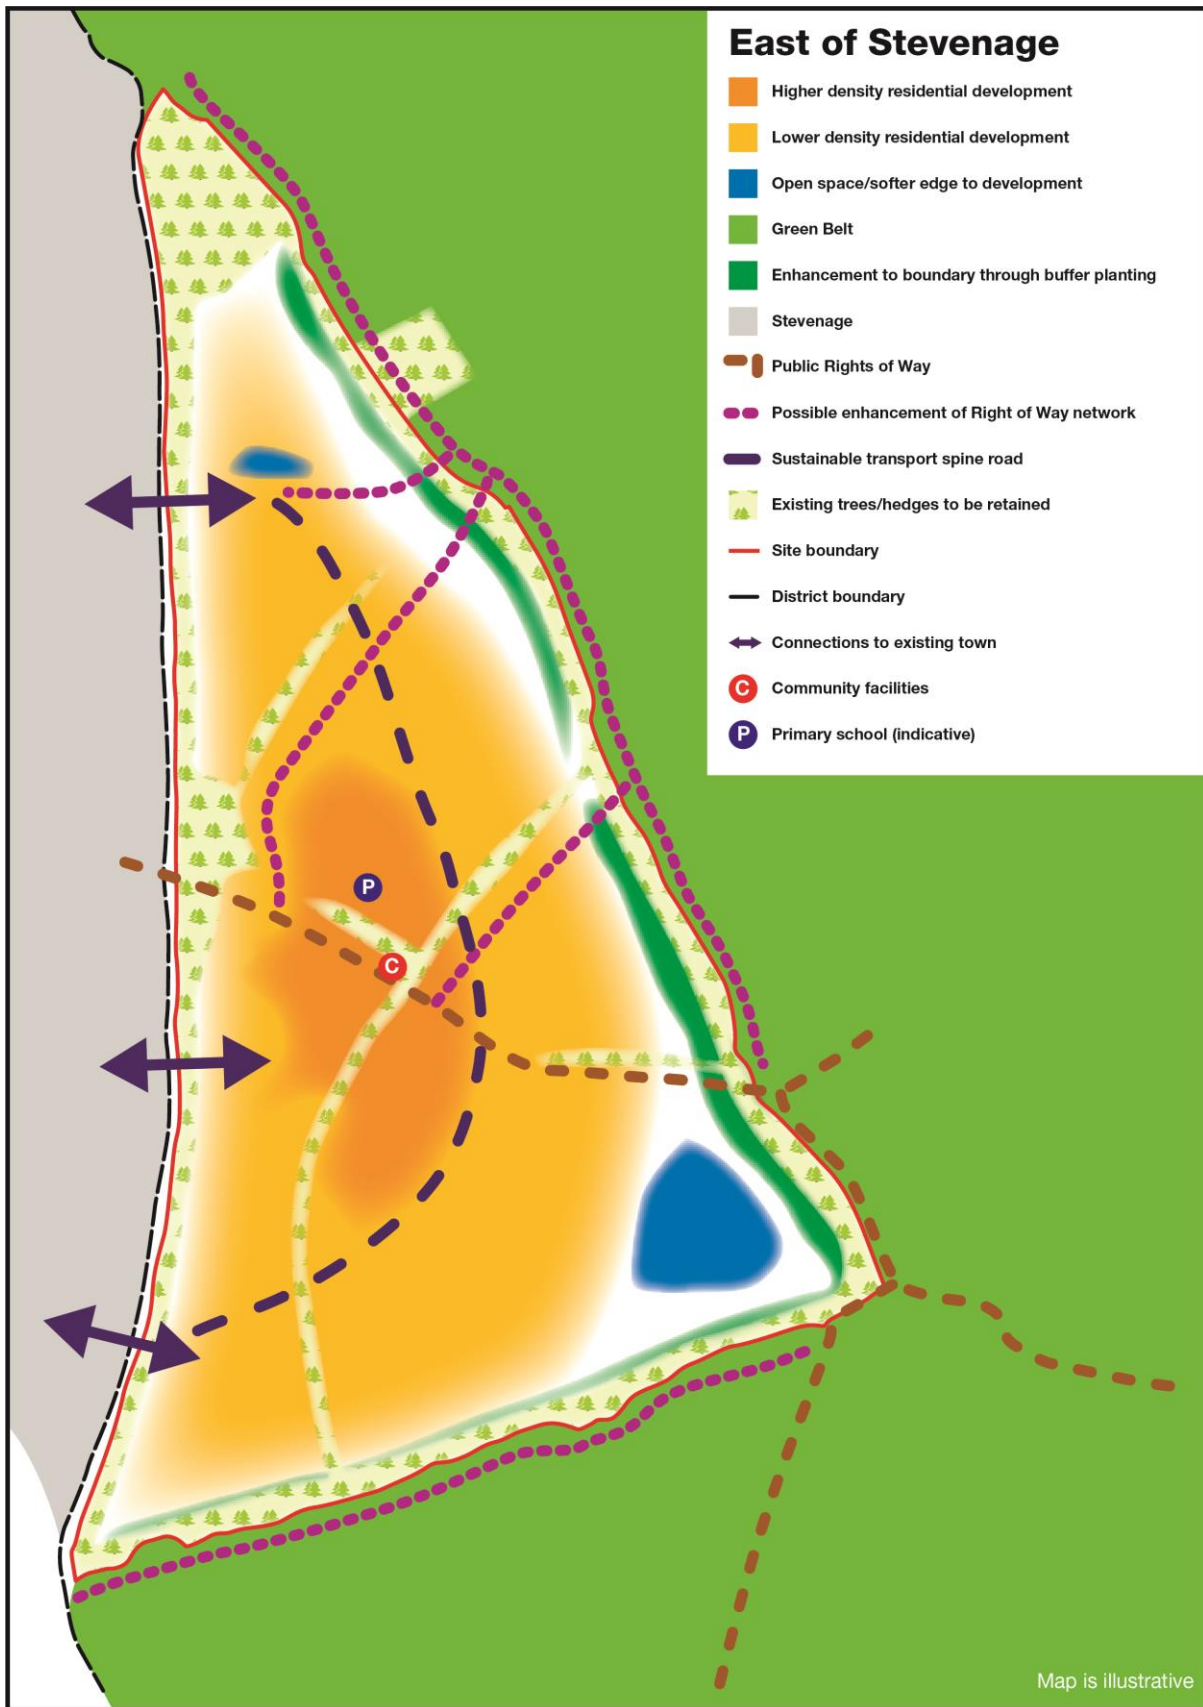 East of Stevenage
Higher density residential development
Lower density residential development
Open space/softer edge to development
Green Belt
Enhancement to boundary through buffer planting
Stevenage
Public Rights of Way
Possible enhancement of Right of Way network
Sustainable transport spine road
Existing trees/hedges to be retained
Site boundary
District boundary
Connections to existing town
C Community facilities
P Primary school (indicative)
P
C
Map is illustrative